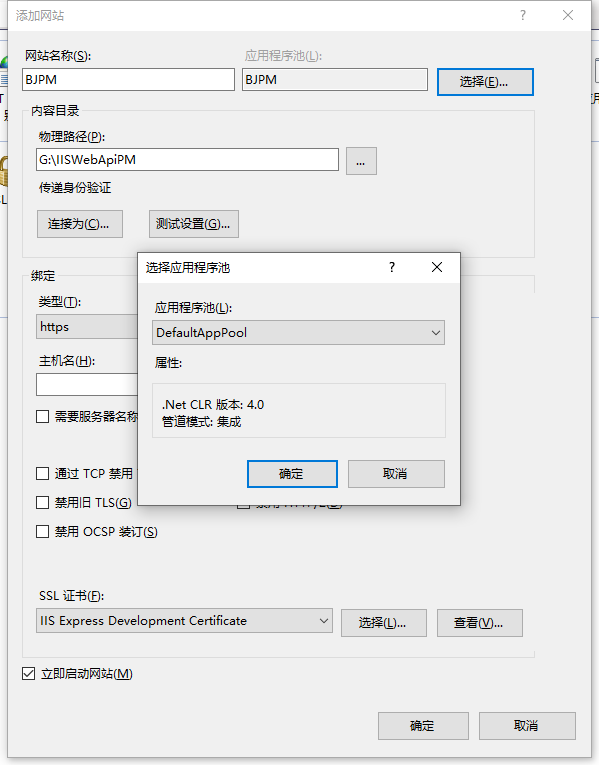 添加网站
?
网站名称(S):
应用程序池(L):
BJPM
BJPM
选择(E)...
内容目录
物理路径(P):
G:\IISWebApiPM
...
传递身份验证
连接为(C)...
测试设置(G)...
绑定
类型(T):
https
主机名(H):
需要服务器名称
通过 TCP 禁用
禁用旧 TLS(G)
禁用 OCSP 装订(S)
选择应用程序池
?
应用程序池(L):
DefaultAppPool
属性:
.Net CLR 版本: 4.0
管道模式: 集成
确定
取消
SSL 证书(F):
IIS Express Development Certificate
选择(L)...
查看(V)...
立即启动网站(M)
确定
取消